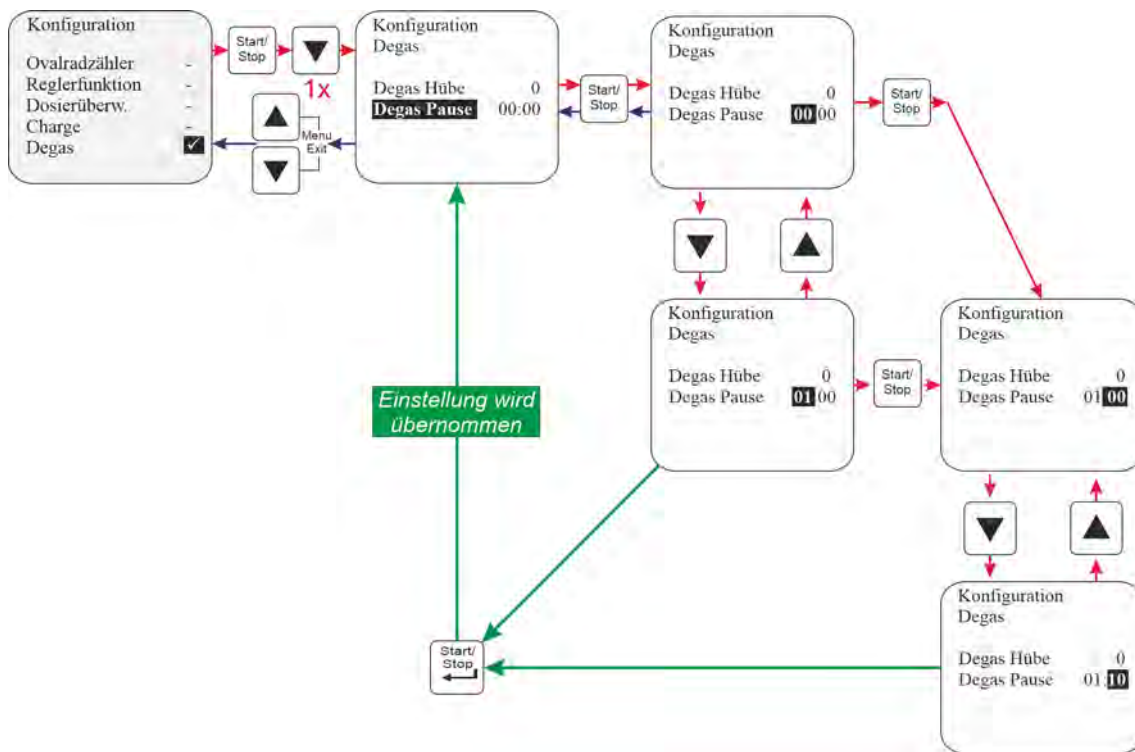 Konfiguration
Ovalradzähler -
Reglerfunktion -
Dosierüberw. -
Charge -
Degas ✓
Start/
Stop
1x
Menu
Exit
Konfiguration
Degas
Degas Hübe 0
Degas Pause 00:00
Start/
Stop
Konfiguration
Degas
Degas Hübe 0
Degas Pause 00 00
Start/
Stop
Konfiguration
Degas
Degas Hübe 0
Degas Pause 01 00
Start/
Stop
Konfiguration
Degas
Degas Hübe 0
Degas Pause 01 00
Einstellung wird
übernommen
Start/
Stop
Konfiguration
Degas
Degas Hübe 0
Degas Pause 01:10